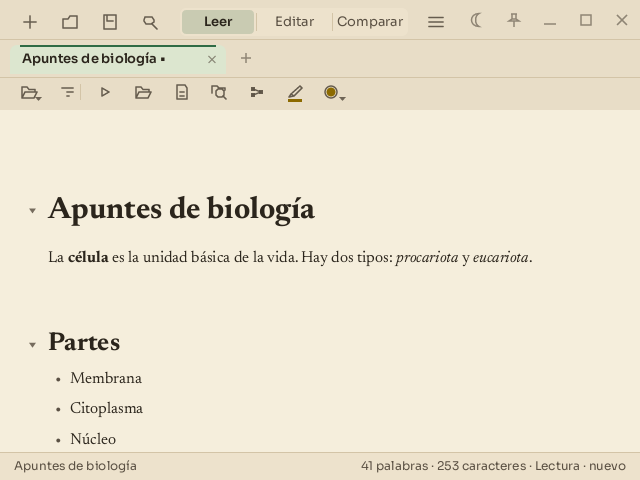 Leer Editar Comparar
Apuntes de biología •
Apuntes de biología
La célula es la unidad básica de la vida. Hay dos tipos: procariota y eucariota.
Partes
• Membrana
• Citoplasma
• Núcleo
Apuntes de biología 41 palabras · 253 caracteres · Lectura · nuevo